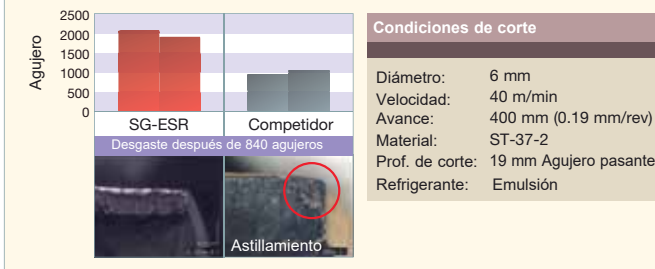 2500
2000
1500
1000
500
0
Agujero
SG-ESR
Competidor
Desgaste después de 840 agujeros
Astillamiento
Condiciones de corte
Diámetro: 6 mm
Velocidad: 40 m/min
Avance: 400 mm (0.19 mm/rev)
Material: ST-37-2
Prof. de corte: 19 mm Agujero pasante
Refrigerante: Emulsión